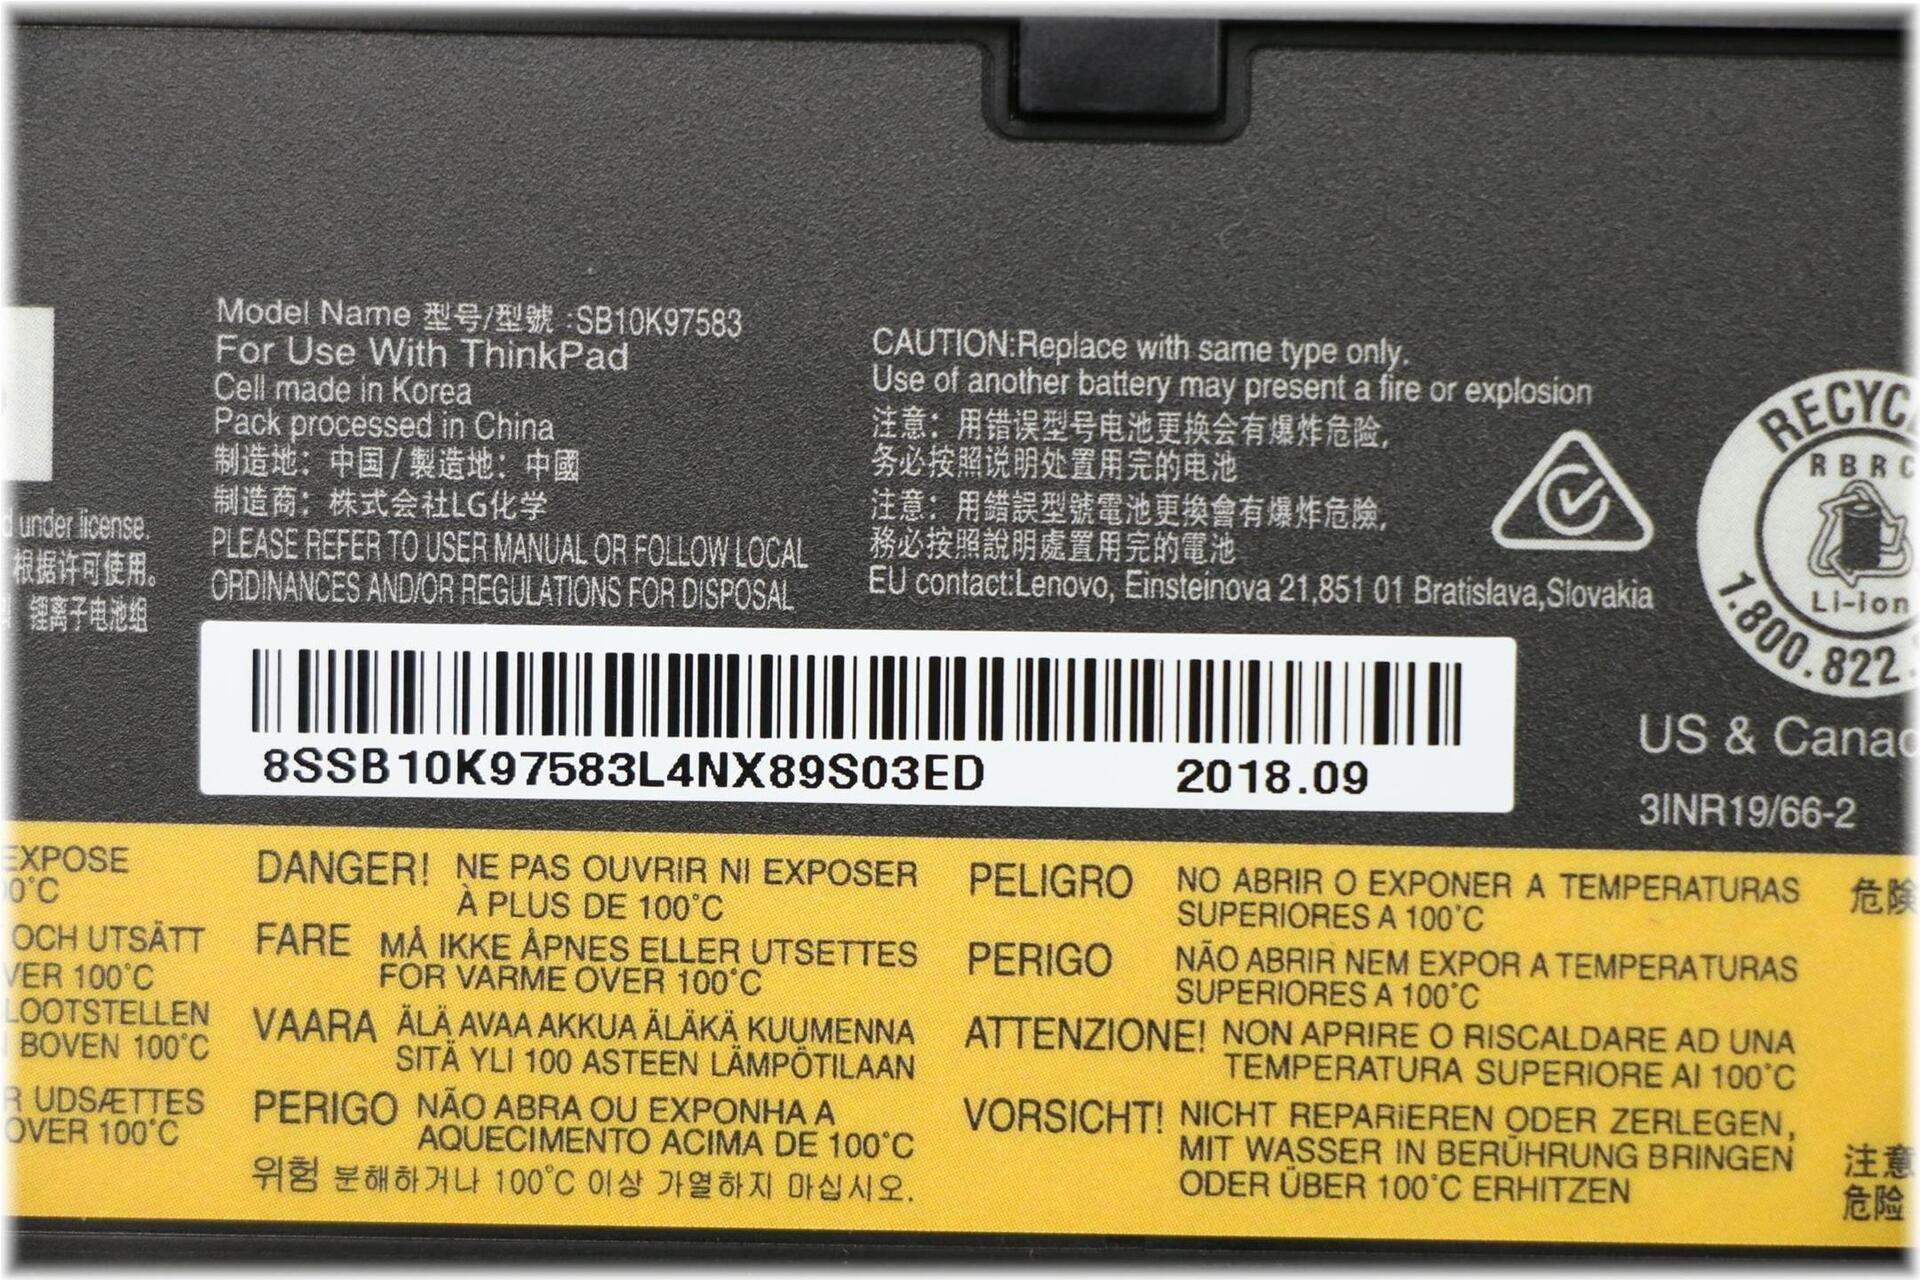 under license.
根据许可使用。
锂离子电池组
Model Name 型号/型號 :SB10K97583
For Use With ThinkPad
Cell made in Korea
Pack processed in China
制造地：中国 / 製造地：中國
制造商：株式会社LG化学
PLEASE REFER TO USER MANUAL OR FOLLOW LOCAL
ORDINANCES AND/OR REGULATIONS FOR DISPOSAL
CAUTION:Replace with same type only.
Use of another battery may present a fire or explosion
注意：用错误型号电池更换会有爆炸危险,
务必按照说明处置用完的电池
注意：用錯誤型號電池更換會有爆炸危險,
務必按照說明處置用完的電池
EU contact:Lenovo, Einsteinova 21,851 01 Bratislava,Slovakia
RBRC
Li-ion
1.800.822.
US &
3INR19/66-2
8SSB10K97583L4NX89S03ED 2018.09
EXPOSE
OCH UTSÄTT
100°C
BOVEN 100°C
UDSÆTTES
OVER 100°C
DANGER! NE PAS OUVRIR NI EXPOSER
À PLUS DE 100°C
FARE MÅ IKKE ÅPNES ELLER UTSETTES
FOR VARME OVER 100°C
VAARA ÄLÄ AVAA AKKUA ÄLÄKÄ KUUMENNA
SITÄ YLI 100 ASTEEN LÄMPÖTILAAN
PERIGO NÃO ABRA OU EXPONHA A
AQUECIMENTO ACIMA DE 100°C
위험 분해하거나 100°C 이상 가열하지 마십시오.
PELIGRO NO ABRIR O EXPONER A TEMPERATURAS
SUPERIORES A 100°C
PERIGO NÃO ABRIR NEM EXPOR A TEMPERATURAS
SUPERIORES A 100°C
ATTENZIONE! NON APRIRE O RISCALDARE AD UNA
TEMPERATURA SUPERIORE AI 100°C
VORSICHT! NICHT REPARiEREN ODER ZERLEGEN,
MIT WASSER IN BERÜHRUNG BRINGEN
ODER ÜBER 100°C ERHITZEN
危険
注意
危险